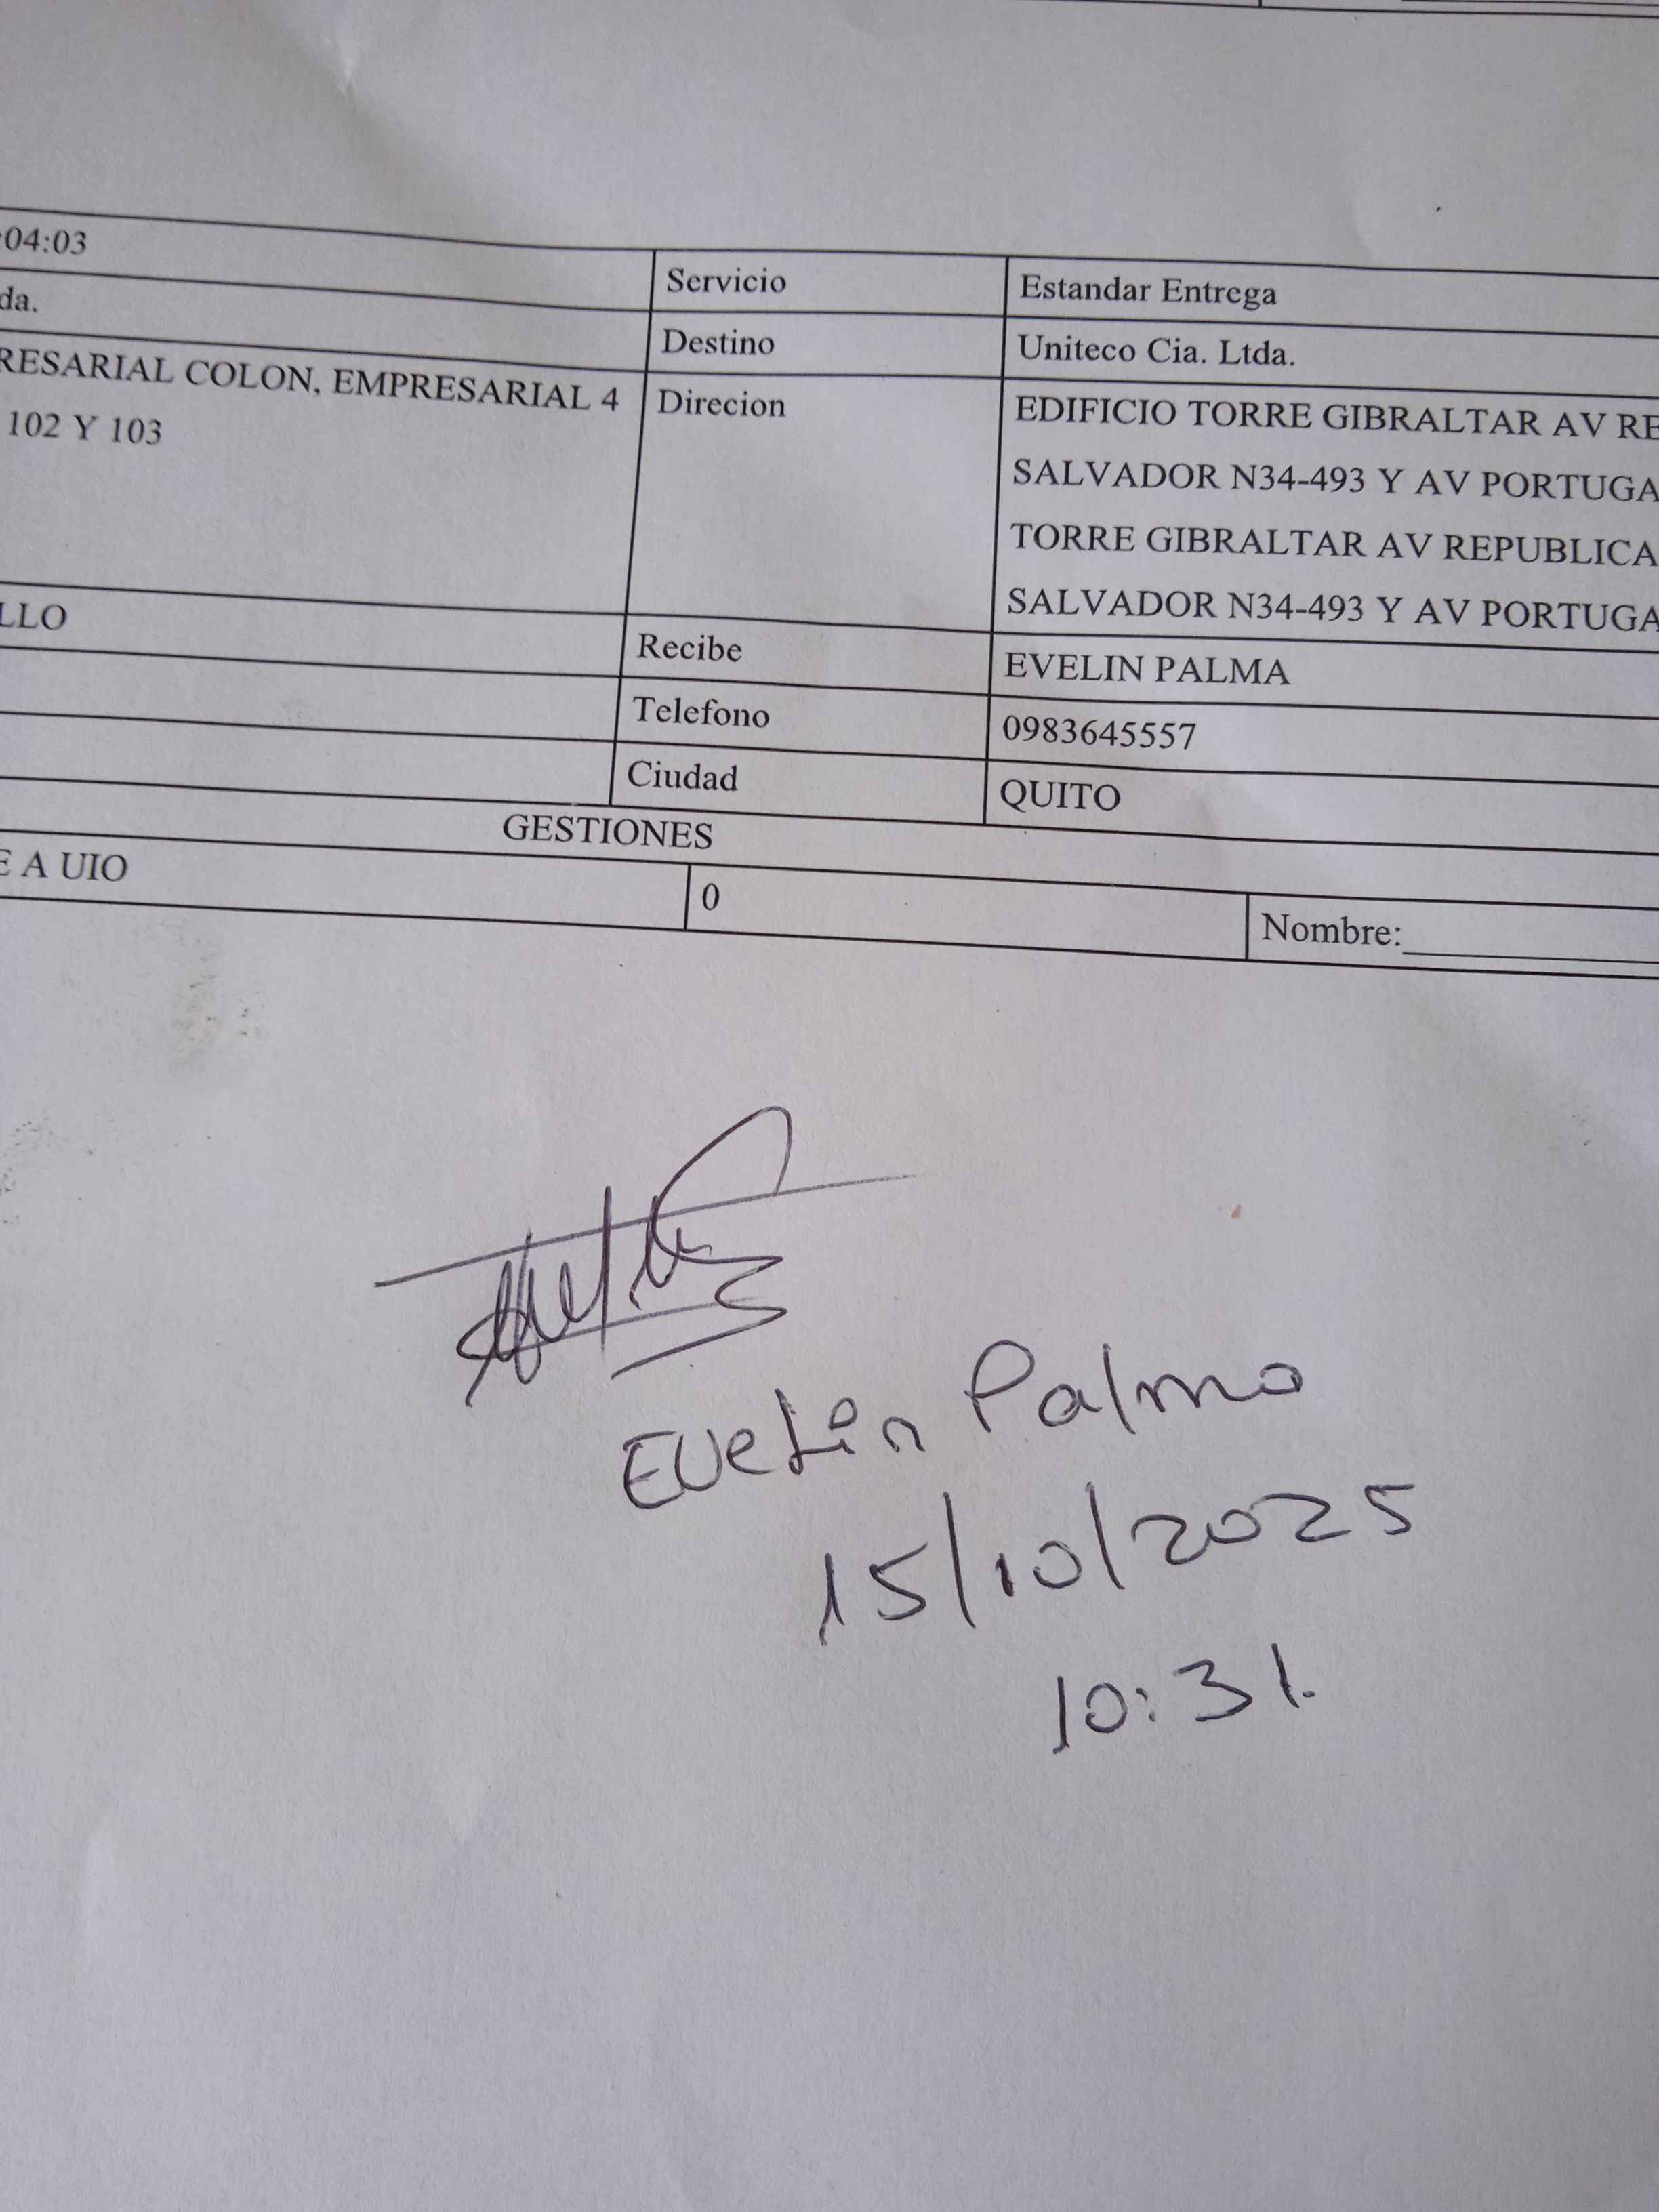 :04:03
Servicio Estandar Entrega
da.
Destino Uniteco Cia. Ltda.
RESARIAL COLON, EMPRESARIAL 4
102 Y 103
Direcion EDIFICIO TORRE GIBRALTAR AV RE
SALVADOR N34-493 Y AV PORTUGA
TORRE GIBRALTAR AV REPUBLICA
SALVADOR N34-493 Y AV PORTUGA
LLO
Recibe EVELIN PALMA
Telefono 0983645557
Ciudad QUITO
GESTIONES
E A UIO 0 Nombre:
Evelin Palma
15/10/2025
10:31.